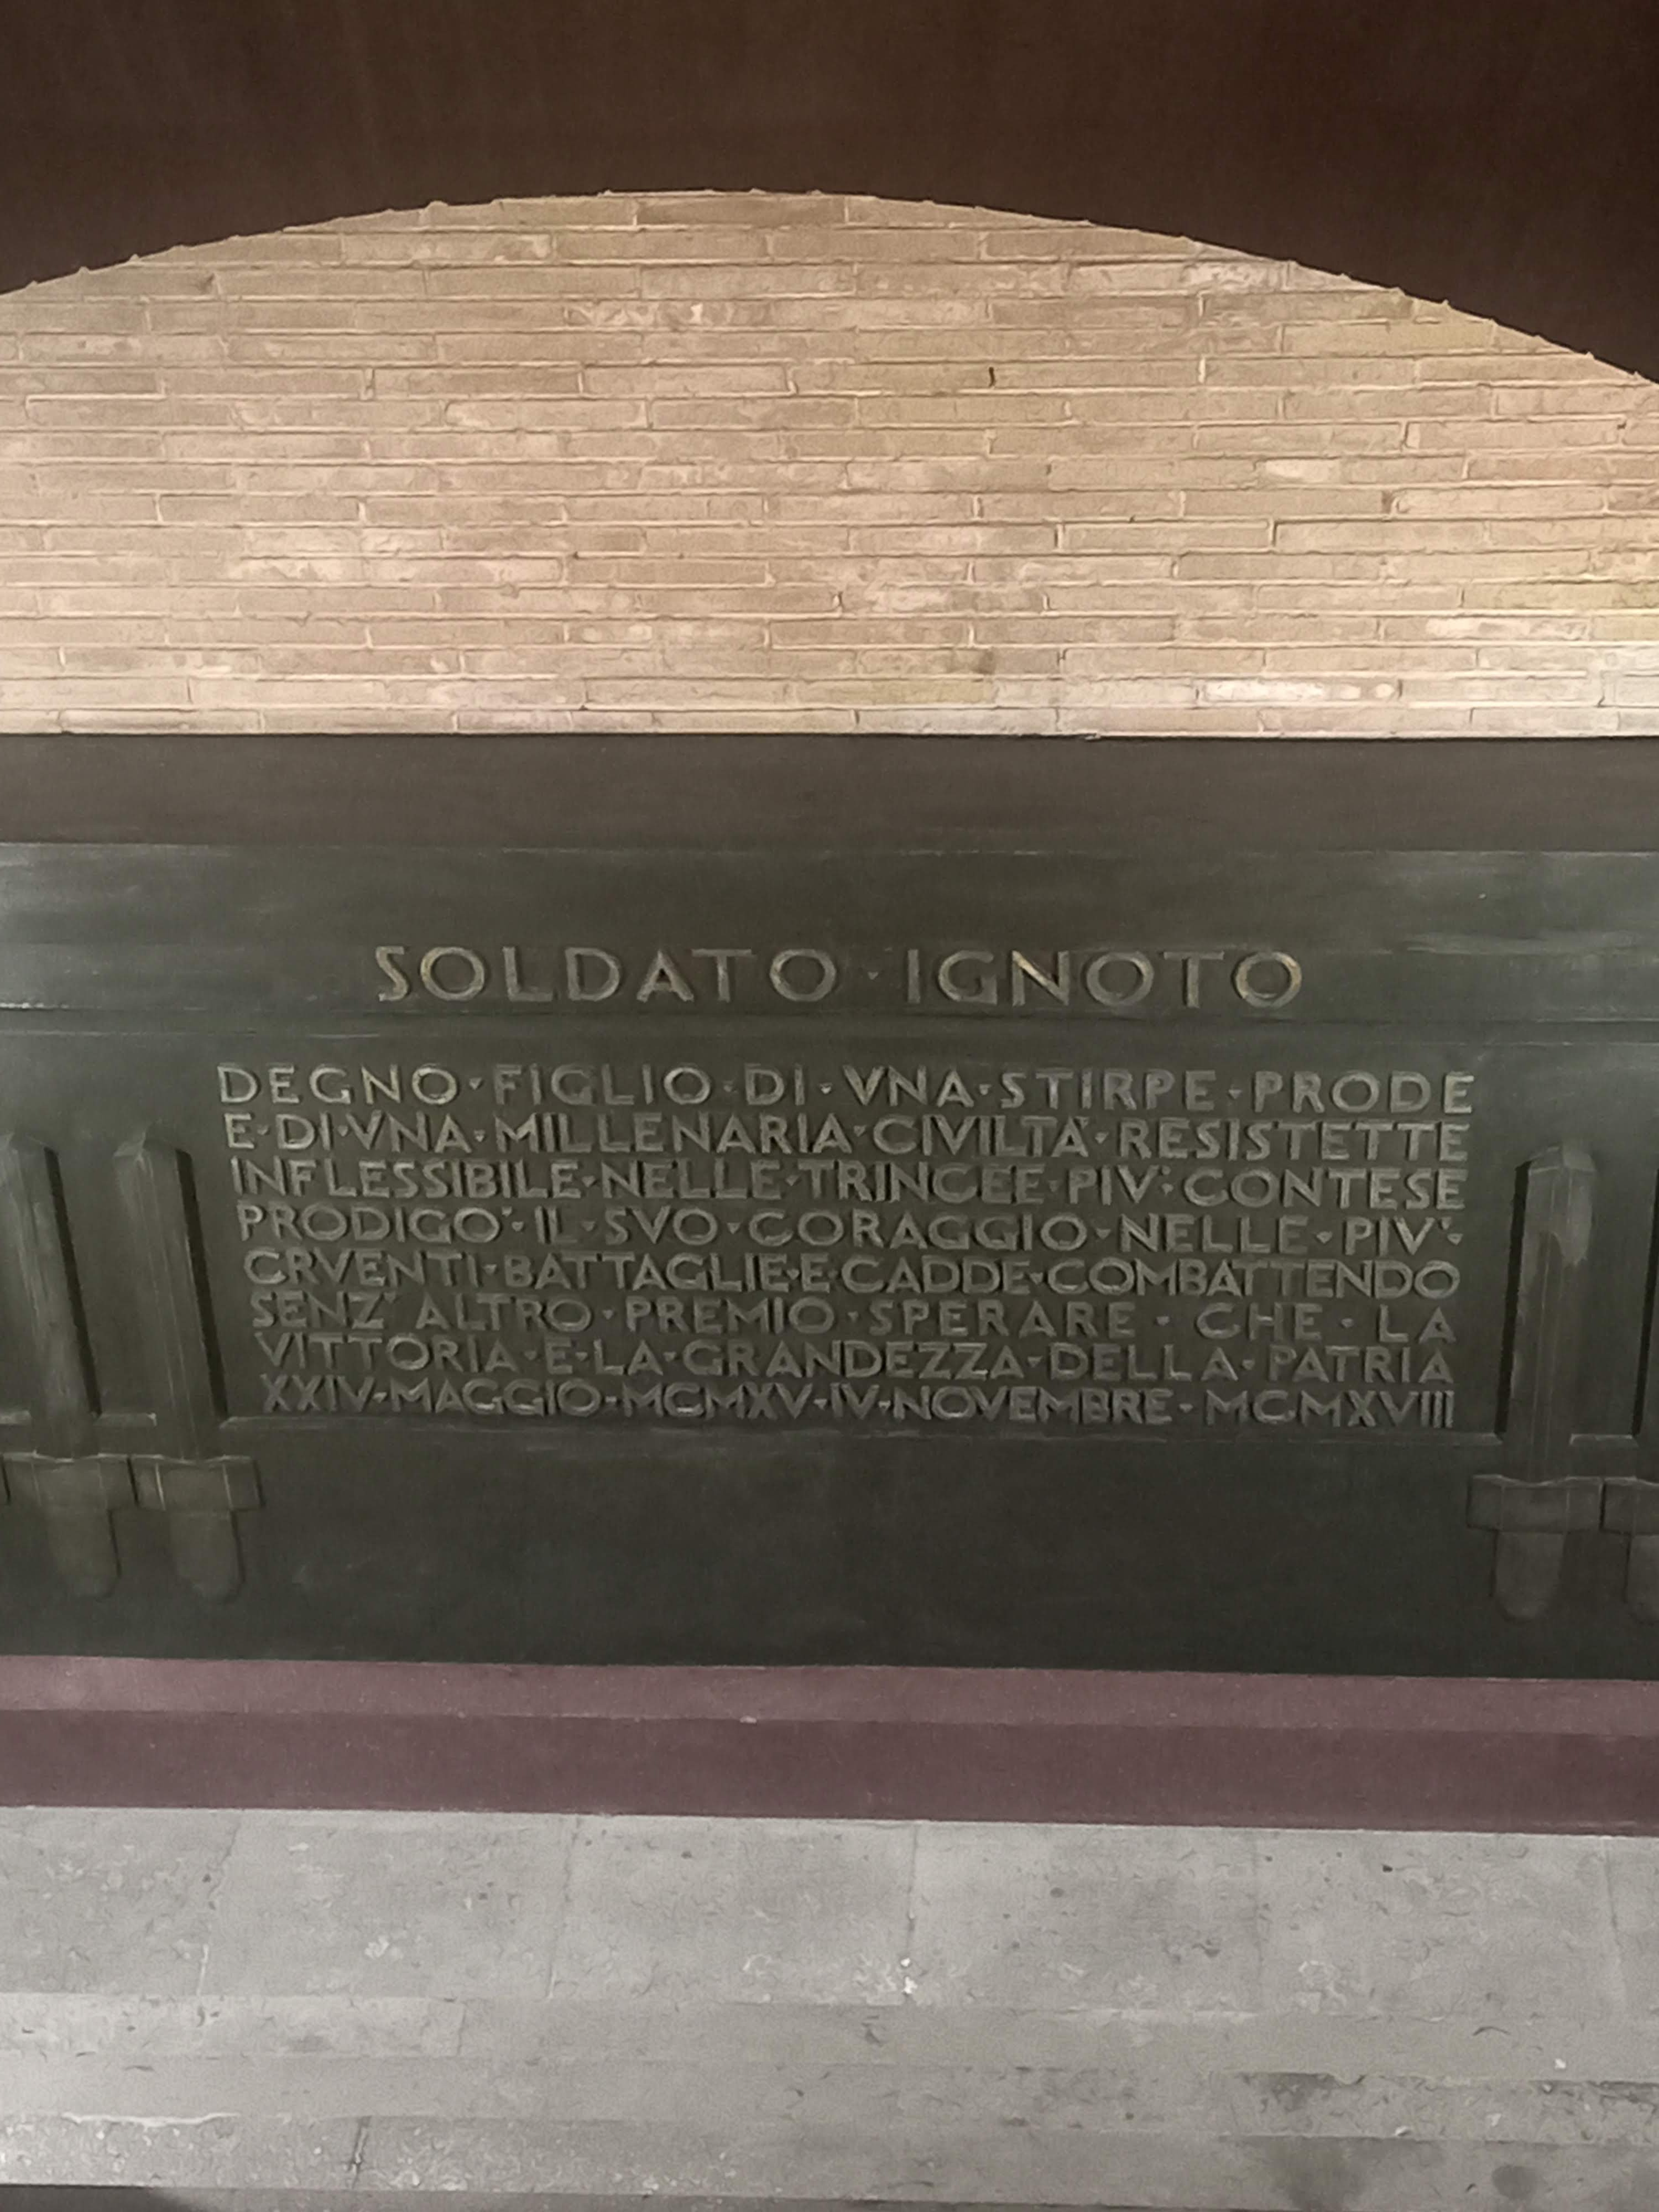 SOLDATO · IGNOTO
DEGNO · FIGLIO · DI · VNA · STIRPE · PRODE
E · DI · VNA · MILLENARIA · CIVILTA' · RESISTETTE
INFLESSIBILE · NELLE · TRINCEE · PIV' · CONTESE
PRODIGO' · IL · SVO · CORAGGIO · NELLE · PIV' ·
CRVENTI · BATTAGLIE · E · CADDE · COMBATTENDO
SENZ' ALTRO · PREMIO · SPERARE · CHE · LA
VITTORIA · E · LA · GRANDEZZA · DELLA · PATRIA
XXIV · MAGGIO · MCMXV · IV · NOVEMBRE · MCMXVIII